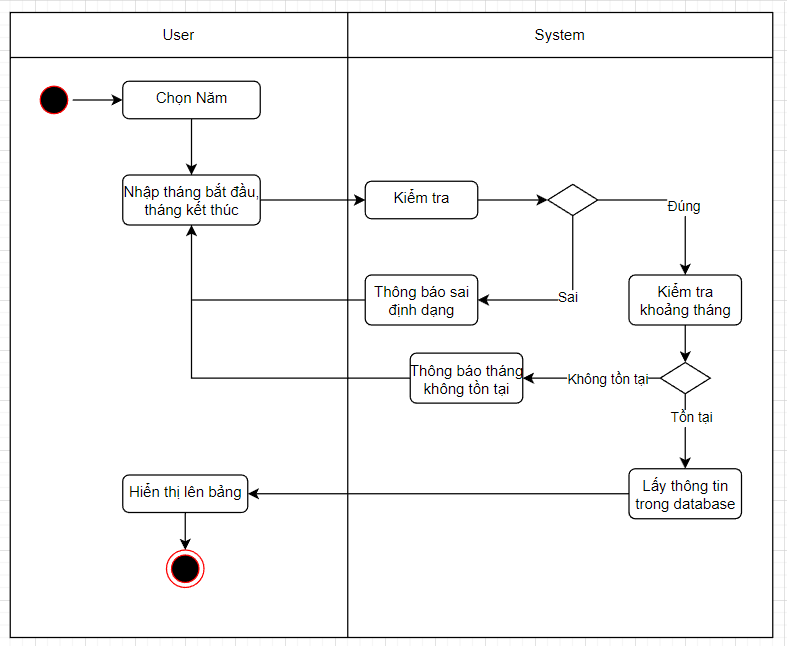 User
System
Chọn Năm
Nhập tháng bắt đầu,
tháng kết thúc
Kiểm tra
Đúng
Thông báo sai
định dạng
Sai
Kiểm tra
khoảng tháng
Thông báo tháng
không tồn tại
Không tồn tại
Tồn tại
Hiển thị lên bảng
Lấy thông tin
trong database